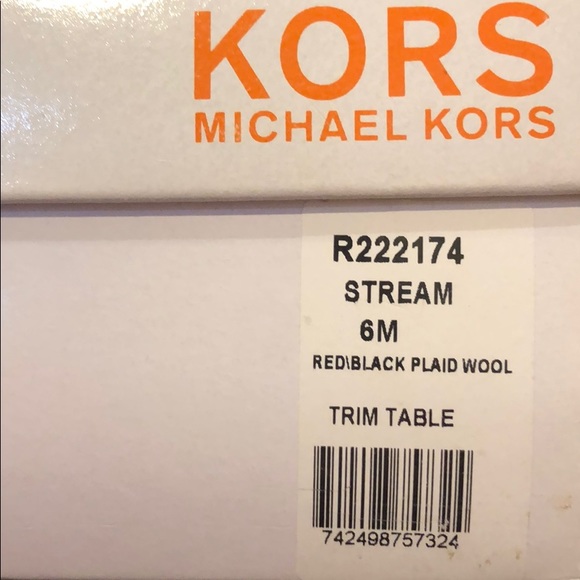 KORS
MICHAEL KORS
R222174
STREAM
6M
RED\BLACK PLAID WOOL
TRIM TABLE
742498757324